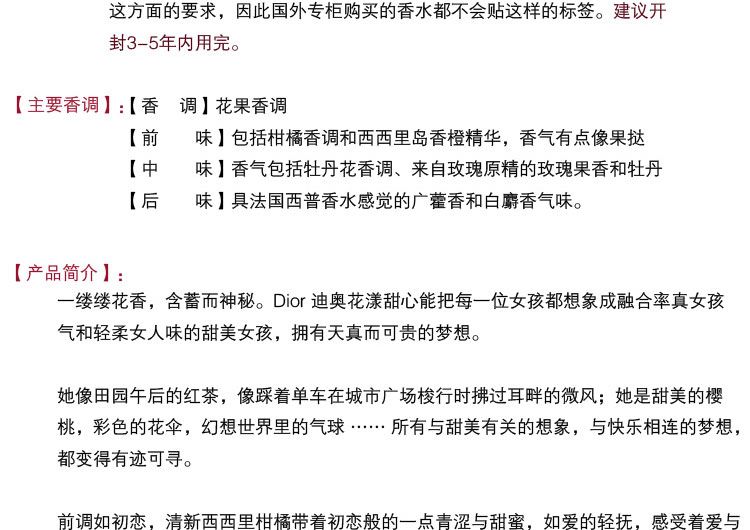 这方面的要求，因此国外专柜购买的香水都不会贴这样的标签。建议开
封3-5年内用完。
【主要香调】:【香 调】花果香调
【前 味】包括柑橘香调和西西里岛香橙精华，香气有点像果挞
【中 味】香气包括牡丹花香调、来自玫瑰原精的玫瑰果香和牡丹
【后 味】具法国西普香水感觉的广藿香和白麝香气味。
【产品简介】:
一缕缕花香，含蓄而神秘。Dior 迪奥花漾甜心能把每一位女孩都想象成融合率真女孩
气和轻柔女人味的甜美女孩，拥有天真而可贵的梦想。
她像田园午后的红茶，像踩着单车在城市广场梭行时拂过耳畔的微风；她是甜美的樱
桃，彩色的花伞，幻想世界里的气球 ⋯⋯ 所有与甜美有关的想象，与快乐相连的梦想，
都变得有迹可寻。
前调如初恋，清新西西里柑橘带着初恋般的一点青涩与甜蜜，如爱的轻抚，感受着爱与